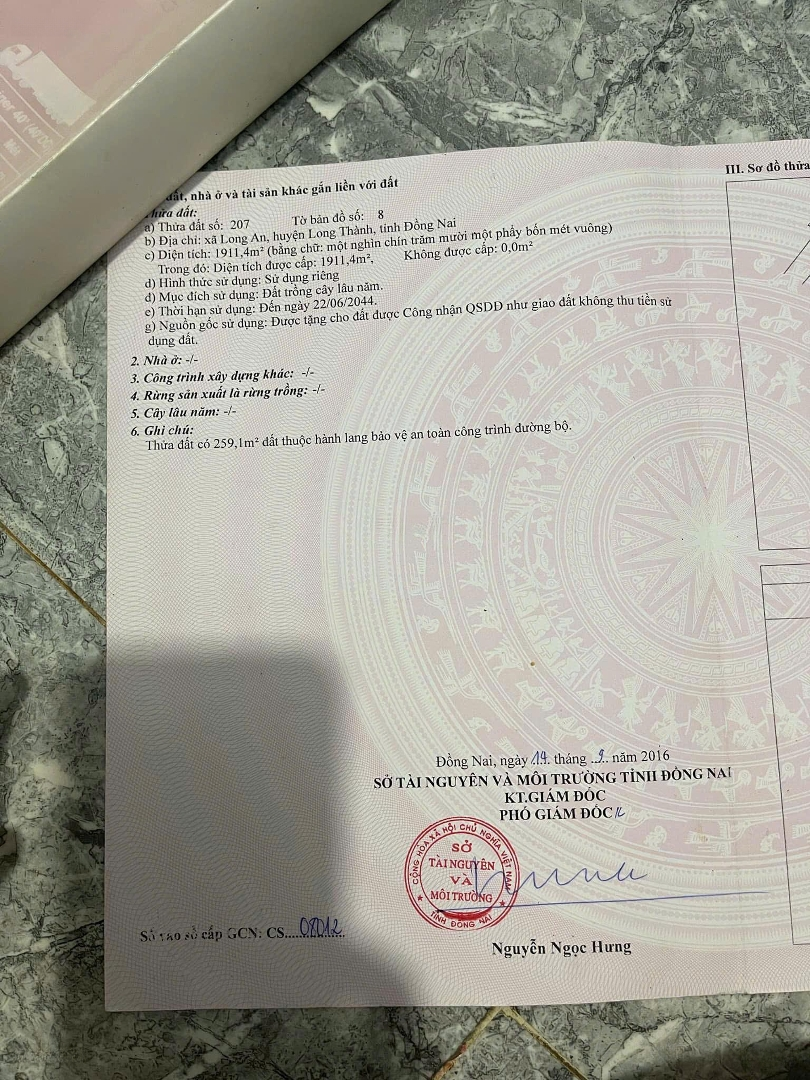 III. Sơ đồ thửa
đất, nhà ở và tài sản khác gắn liền với đất
Thửa đất:
a) Thửa đất số: 207 Tờ bản đồ số: 8
b) Địa chỉ: xã Long An, huyện Long Thành, tỉnh Đồng Nai
c) Diện tích: 1911,4m² (bằng chữ: một nghìn chín trăm mười một phẩy bốn mét vuông)
Trong đó: Diện tích được cấp: 1911,4m², Không được cấp: 0,0m²
d) Hình thức sử dụng: Sử dụng riêng
đ) Mục đích sử dụng: Đất trồng cây lâu năm.
e) Thời hạn sử dụng: Đến ngày 22/06/2044.
g) Nguồn gốc sử dụng: Được tặng cho đất được Công nhận QSDĐ như giao đất không thu tiền sử
dụng đất.
2. Nhà ở: -/-
3. Công trình xây dựng khác: -/-
4. Rừng sản xuất là rừng trồng: -/-
5. Cây lâu năm: -/-
6. Ghi chú:
Thửa đất có 259,1m² đất thuộc hành lang bảo vệ an toàn công trình đường bộ.
Đồng Nai, ngày 19. tháng ..9.. năm 2016
SỞ TÀI NGUYÊN VÀ MÔI TRƯỜNG TỈNH ĐỒNG NAI
KT.GIÁM ĐỐC
PHÓ GIÁM ĐỐC
CỘNG HÒA XÃ HỘI CHỦ NGHĨA VIỆT NAM
SỞ
TÀI NGUYÊN
VÀ
MÔI TRƯỜNG
TỈNH ĐỒNG NAI
Số vào sổ cấp GCN: CS.....08012
Nguyễn Ngọc Hưng